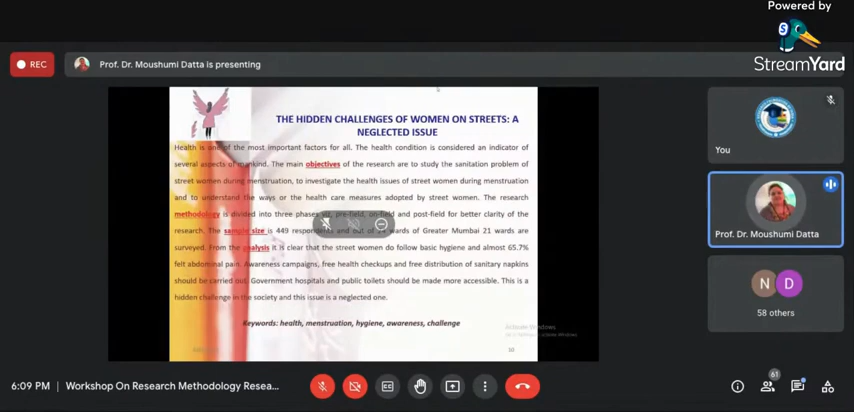 Powered by
StreamYard
REC
Prof. Dr. Moushumi Datta is presenting
THE HIDDEN CHALLENGES OF WOMEN ON STREETS: A
NEGLECTED ISSUE
Health is one of the most important factors for all. The health condition is considered an indicator of
several aspects of mankind. The main objectives of the research are to study the sanitation problem of
street women during menstruation, to investigate the health issues of street women during menstruation
and to understand the ways or the health care measures adopted by street women. The research
methodology is divided into three phases viz, pre-field, on-field and post-field for better clarity of the
research. The sample size is 449 respondents and out of 24 wards of Greater Mumbai 21 wards are
surveyed. From the analysis it is clear that the street women do follow basic hygiene and almost 65.7%
felt abdominal pain. Awareness campaigns, free health checkups and free distribution of sanitary napkins
should be carried out. Government hospitals and public toilets should be made more accessible. This is a
hidden challenge in the society and this issue is a neglected one.
Keywords: health, menstruation, hygiene, awareness, challenge
Activate Windows
10
You
Prof. Dr. Moushumi Datta
N D
58 others
6:09 PM | Workshop On Research Methodology Resea...
61